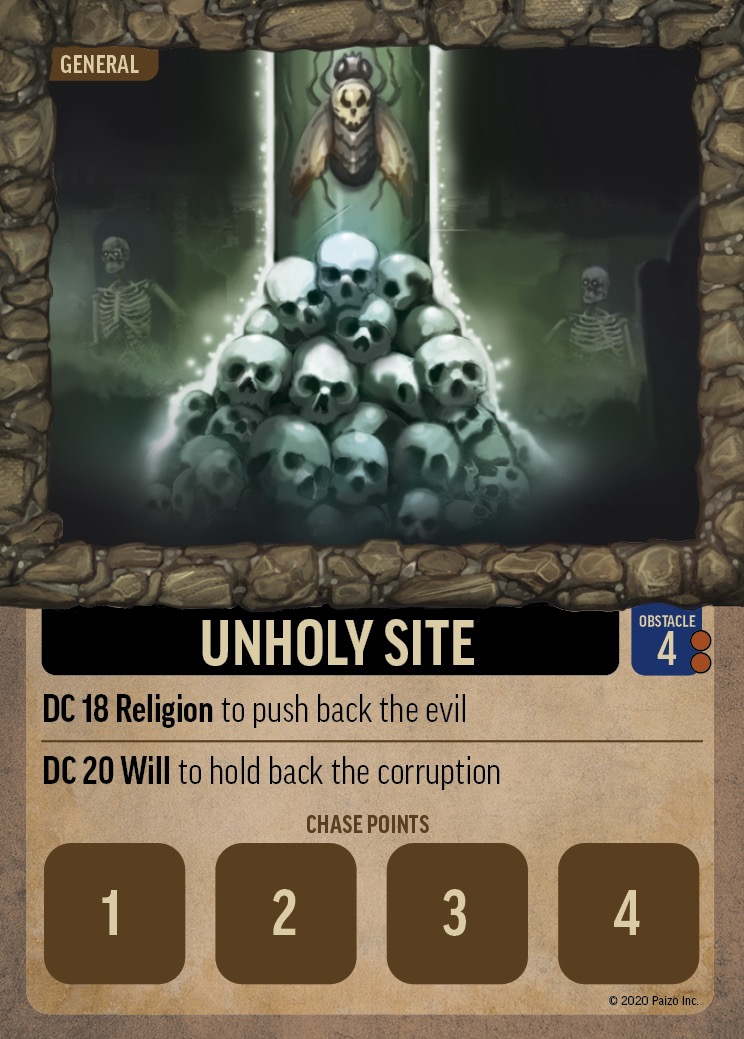 GENERAL
UNHOLY SITE
OBSTACLE
4
DC 18 Religion to push back the evil
DC 20 Will to hold back the corruption
CHASE POINTS
1 2 3 4
© 2020 Paizo Inc.